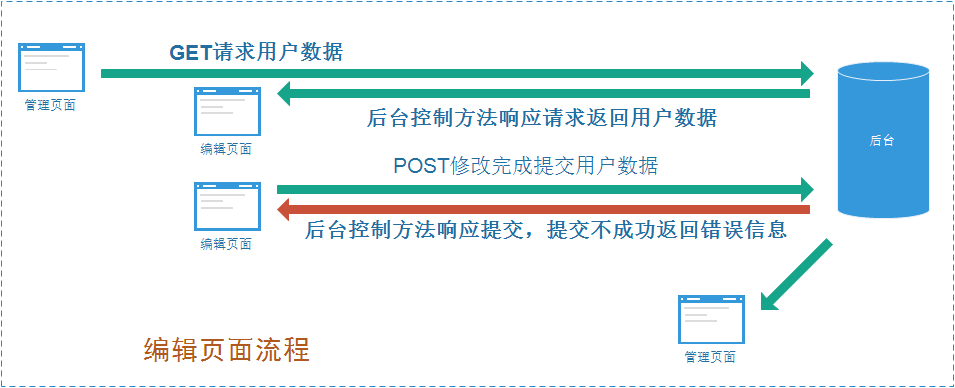 GET请求用户数据
管理页面
后台控制方法响应请求返回用户数据
编辑页面
后台
POST修改完成提交用户数据
后台控制方法响应提交，提交不成功返回错误信息
编辑页面
管理页面
编辑页面流程